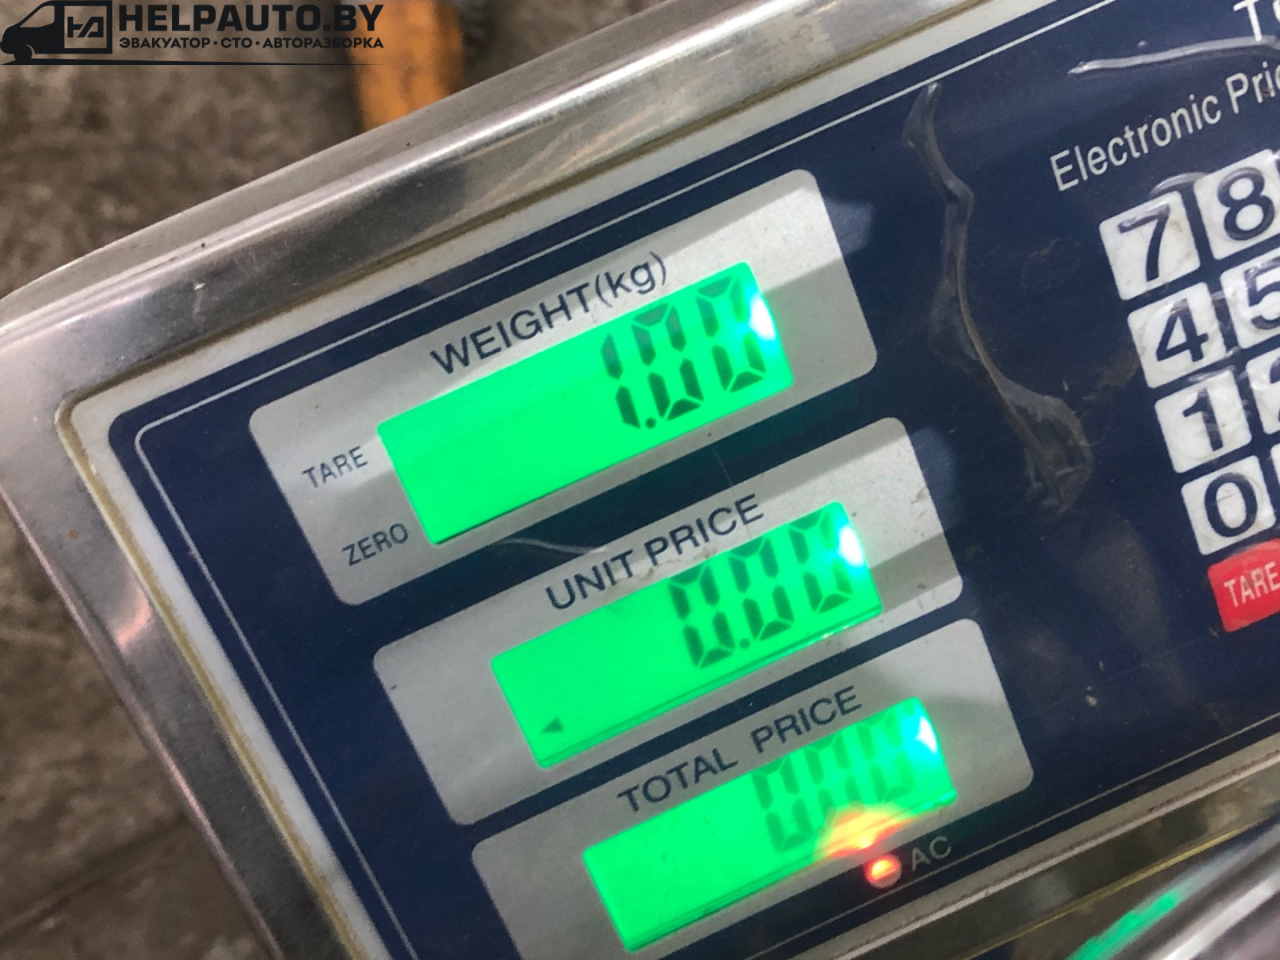 HELPAUTO.BY
ЭВАКУАТОР · СТО · АВТОРАЗБОРКА
Electronic
WEIGHT(kg)
1.00
TARE
ZERO
UNIT PRICE
0.00
TOTAL PRICE
AC
7 8
4 5
1
0
TARE